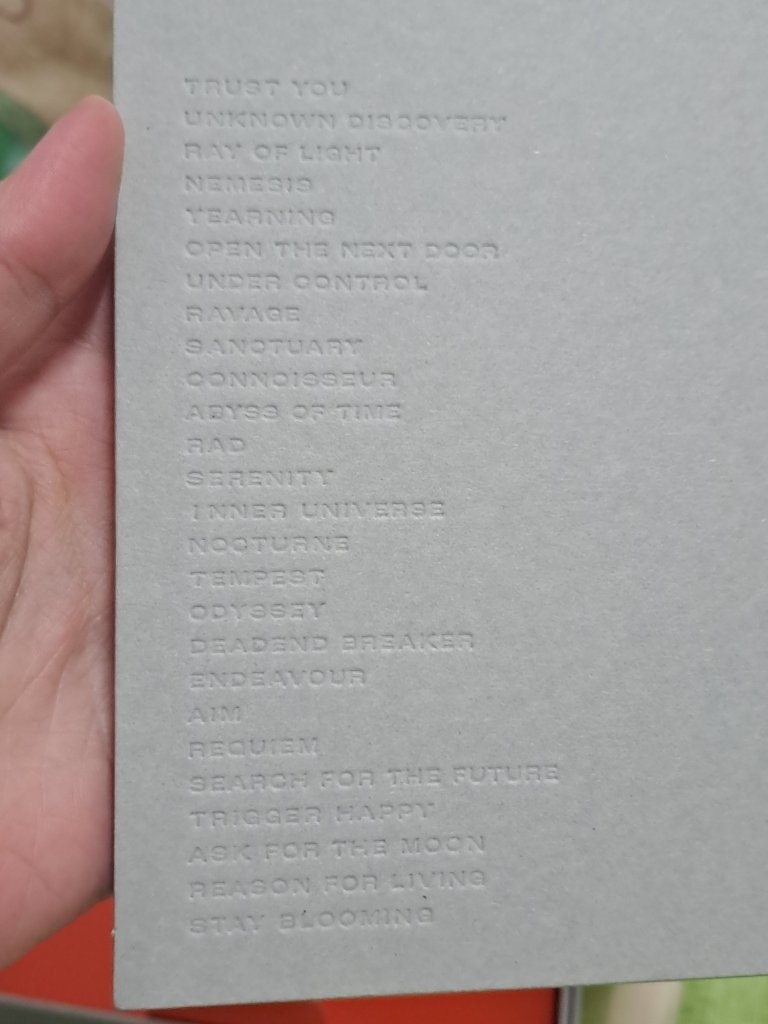 TRUST YOU
UNKNOWN DISCOVERY
RAY OF LIGHT
NEMESIS
YEARNING
OPEN THE NEXT DOOR
UNDER CONTROL
RAVAGE
SANCTUARY
CONNOISSEUR
ABYSS OF TIME
RAD
SERENITY
INNER UNIVERSE
NOCTURNE
TEMPEST
ODYSSEY
DEADEND BREAKER
ENDEAVOUR
AIM
REQUIEM
SEARCH FOR THE FUTURE
TRIGGER HAPPY
ASK FOR THE MOON
REASON FOR LIVING
STAY BLOOMING